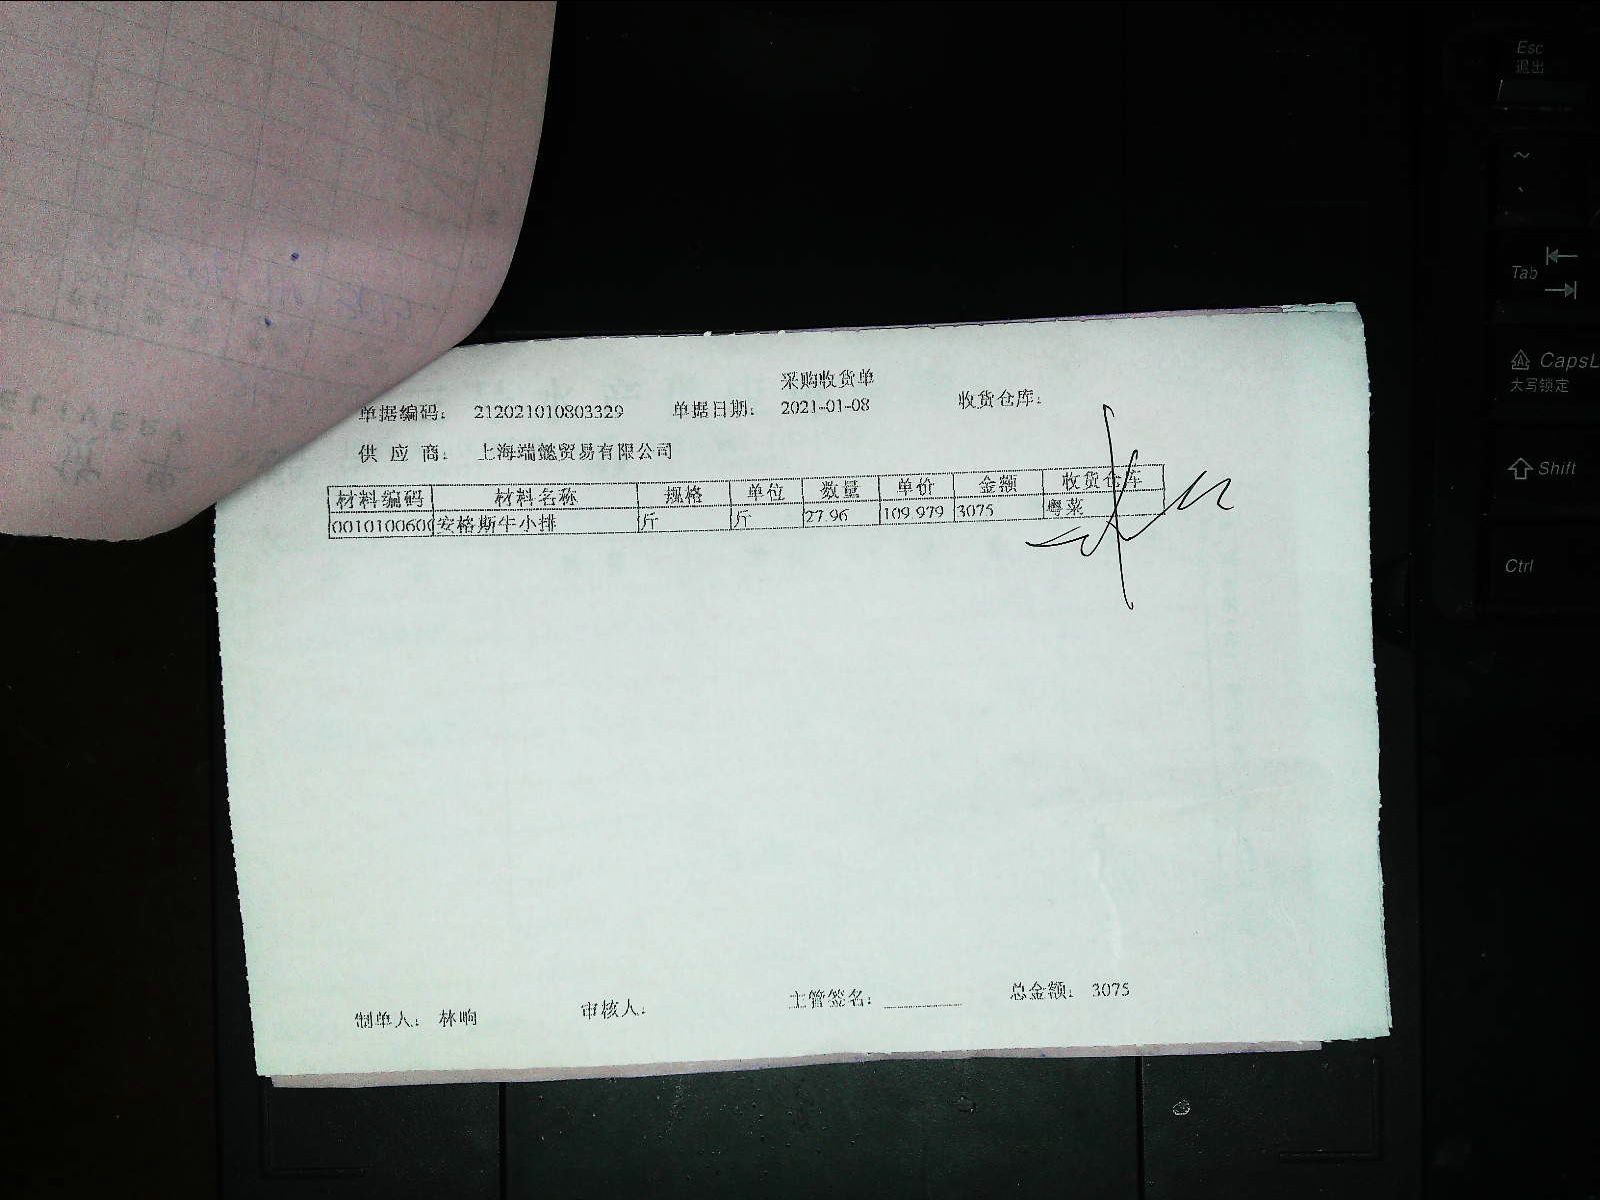 采购收货单
单据编码： 212021010803329 单据日期： 2021-01-08 收货仓库：
供 应 商： 上海端懿贸易有限公司
材料编码 材料名称 规格 单位 数量 单价 金额 收货仓库
0010100600 安格斯牛小排 斤 斤 27.96 109.979 3075 粤菜
制单人： 林响 审核人： 主管签名： 总金额： 3075
Esc
退出
~
`
Tab
CapsL
大写锁定
Shift
Ctrl